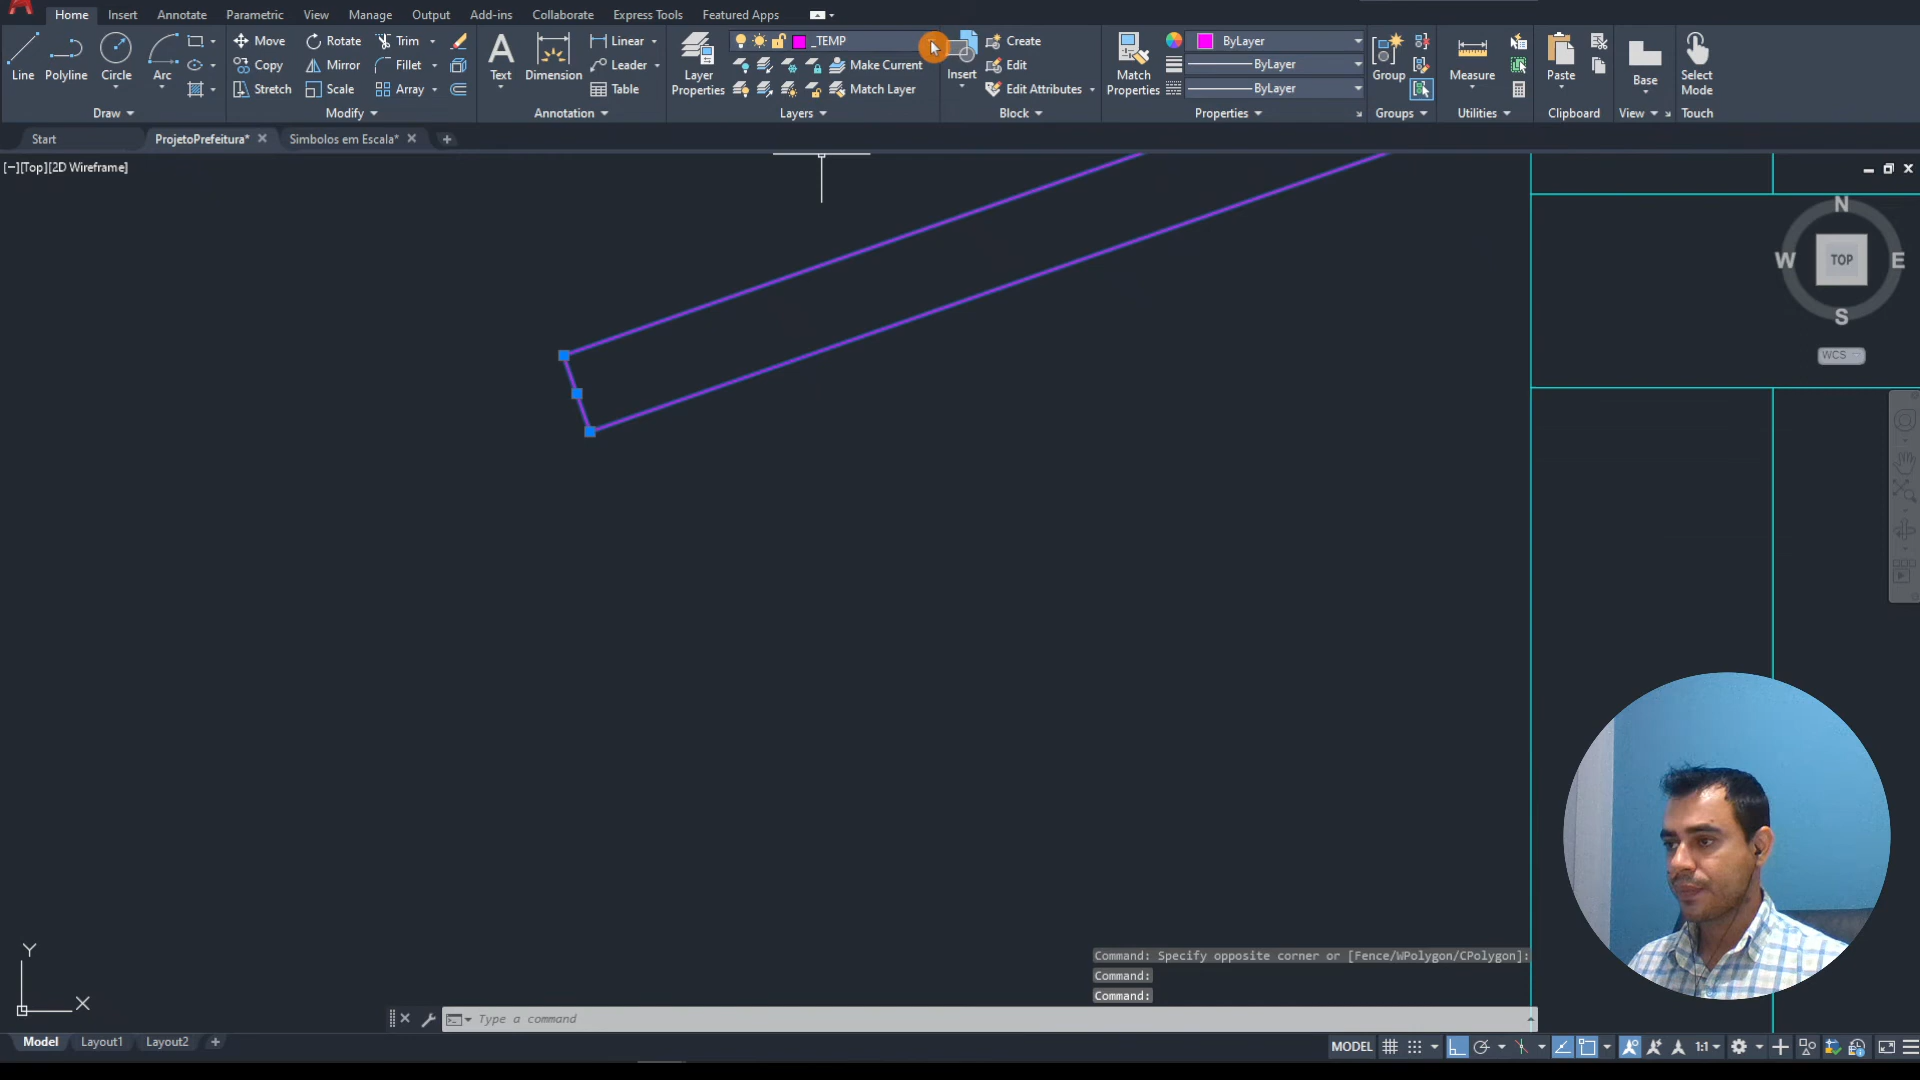 Home Insert Annotate Parametric View Manage Output Add-ins Collaborate Express Tools Featured Apps
Line Polyline Circle Arc
Draw
Move Rotate Trim
Copy Mirror Fillet
Stretch Scale Array
Modify
Text Dimension
Linear
Leader
Table
Annotation
Layer Properties
_TEMP
Make Current
Match Layer
Layers
Insert
Create
Edit
Edit Attributes
Block
Match Properties
ByLayer
ByLayer
ByLayer
Properties
Group
Groups
Measure
Utilities
Paste
Clipboard
Base
View
Select Mode
Touch
Start ProjetoPrefeitura* Simbolos em Escala*
[−][Top][2D Wireframe]
N
W TOP E
S
WCS
Y
X
Command: Specify opposite corner or [Fence/WPolygon/CPolygon]:
Command:
Command:
Type a command
Model Layout1 Layout2
MODEL 1:1